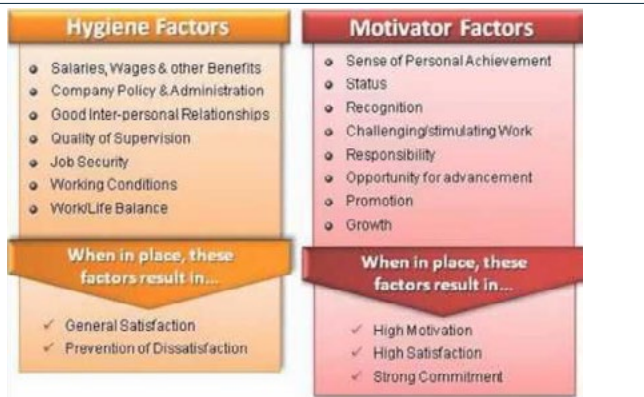 Hygiene Factors
Salaries, Wages & other Benefits
Company Policy & Administration
Good Inter-personal Relationships
Quality of Supervision
Job Security
Working Conditions
Work/Life Balance
When in place, these
factors result in...
General Satisfaction
Prevention of Dissatisfaction
Motivator Factors
Sense of Personal Achievement
Status
Recognition
Challenging/stimulating Work
Responsibility
Opportunity for advancement
Promotion
Growth
When in place, these
factors result in...
High Motivation
High Satisfaction
Strong Commitment